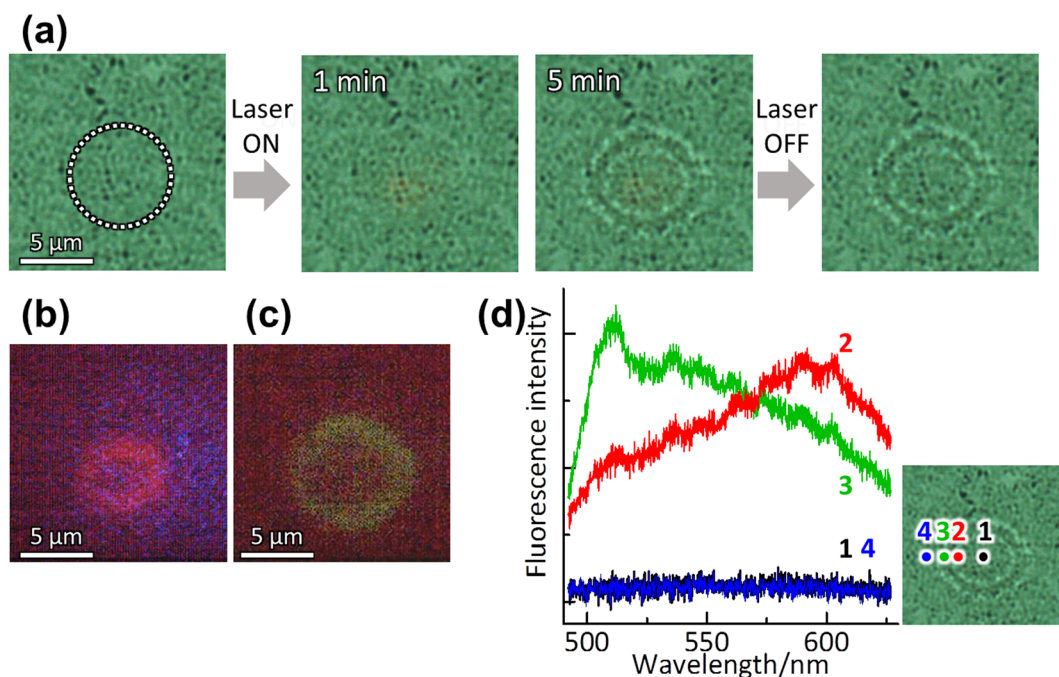 (a)
Laser
ON
1 min
5 min
Laser
OFF
5 μm
(b)
(c)
(d)
5 μm
5 μm
Fluorescence intensity
2
3
1 4
500
550
600
Wavelength/nm
4 3 2 1